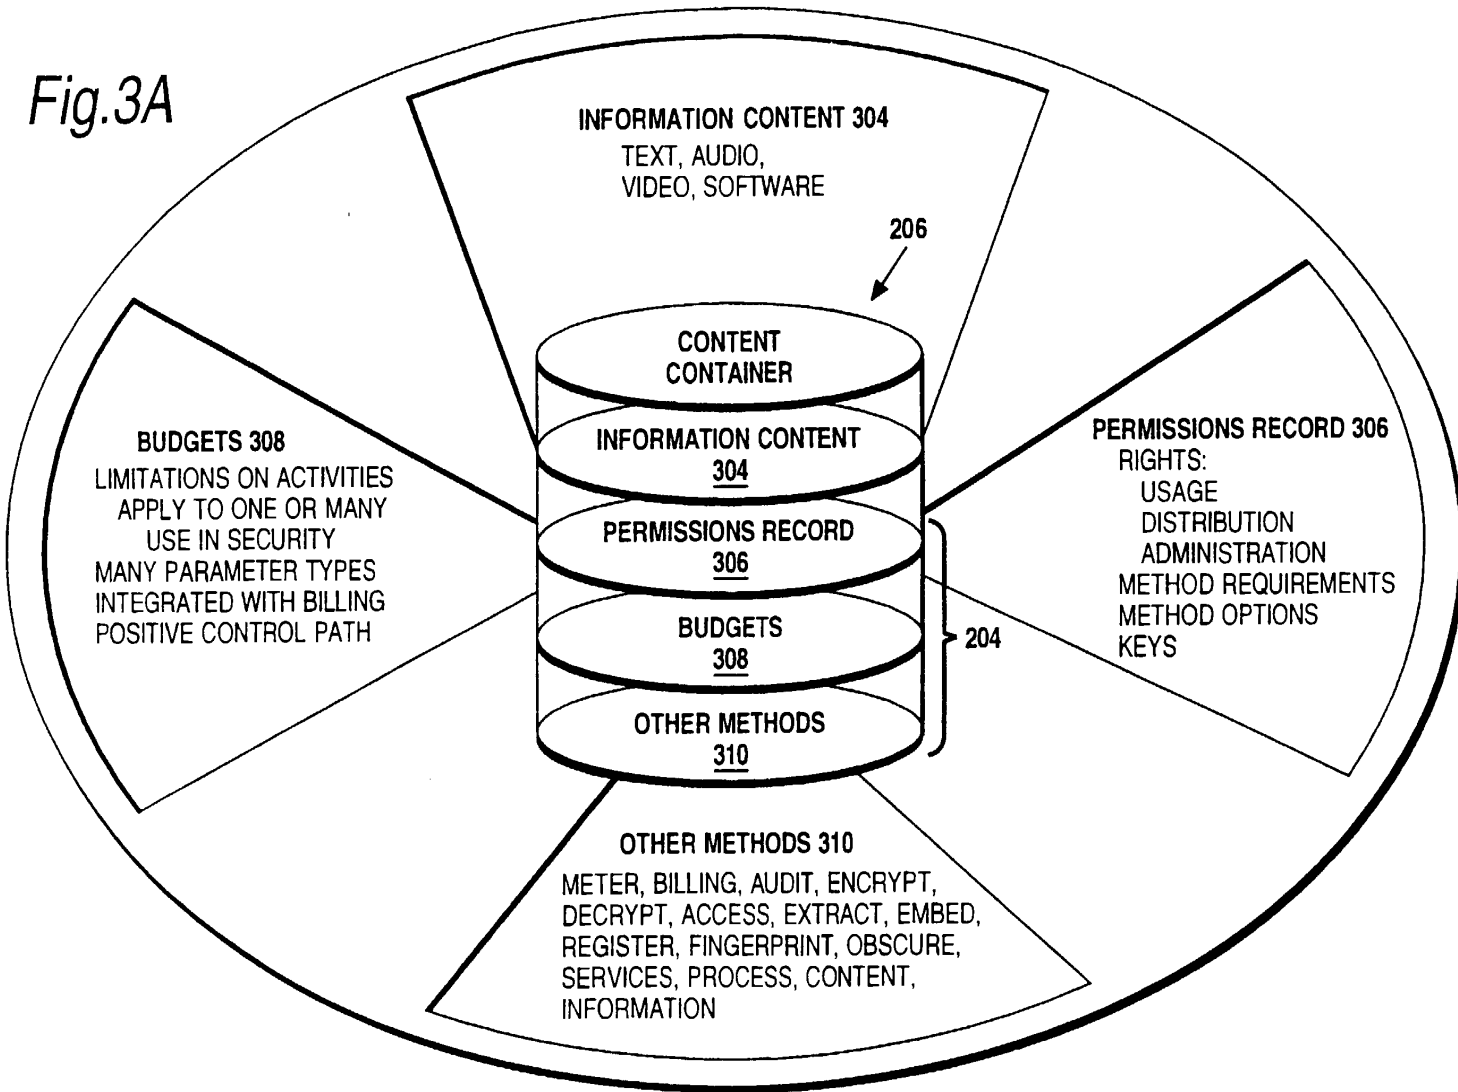 Fig.3A
INFORMATION CONTENT 304
TEXT, AUDIO,
VIDEO, SOFTWARE
206
CONTENT
CONTAINER
INFORMATION CONTENT
304
PERMISSIONS RECORD
306
BUDGETS
308
OTHER METHODS
310
204
BUDGETS 308
LIMITATIONS ON ACTIVITIES
APPLY TO ONE OR MANY
USE IN SECURITY
MANY PARAMETER TYPES
INTEGRATED WITH BILLING
POSITIVE CONTROL PATH
PERMISSIONS RECORD 306
RIGHTS:
USAGE
DISTRIBUTION
ADMINISTRATION
METHOD REQUIREMENTS
METHOD OPTIONS
KEYS
OTHER METHODS 310
METER, BILLING, AUDIT, ENCRYPT,
DECRYPT, ACCESS, EXTRACT, EMBED,
REGISTER, FINGERPRINT, OBSCURE,
SERVICES, PROCESS, CONTENT,
INFORMATION